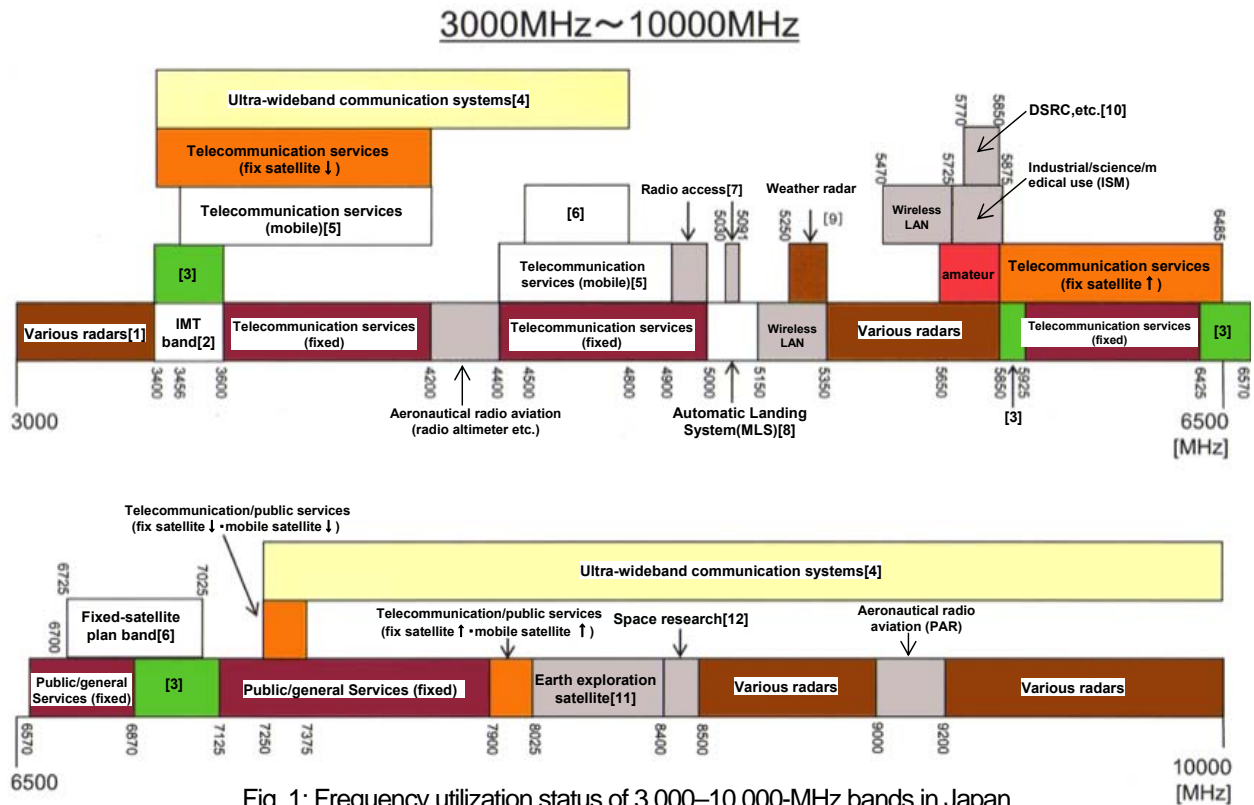 3000MHz～10000MHz
Ultra-wideband communication systems[4]
Telecommunication services
(fix satellite ↓)
Telecommunication services
(mobile)[5]
[3]
Various radars[1]
IMT
band[2]
Telecommunication services
(fixed)
[6]
Telecommunication
services (mobile)[5]
Telecommunication services
(fixed)
Radio access[7]
5030
5091
Weather radar
[9]
5250
Wireless
LAN
Various radars
5470
5725
5770
5850
5875
DSRC,etc.[10]
Industrial/science/m
edical use (ISM)
Wireless
LAN
amateur
6485
Telecommunication services
(fix satellite ↑)
Telecommunication services
(fixed)
[3]
3400
3456
3600
4200
4400
4500
4800
4900
5000
5150
5350
5650
5850
5925
6425
6570
3000
Aeronautical radio aviation
(radio altimeter etc.)
Automatic Landing
System(MLS)[8]
[3]
6500
[MHz]
Telecommunication/public services
(fix satellite ↓・mobile satellite ↓)
Ultra-wideband communication systems[4]
6725
7025
6700
Fixed-satellite
plan band[6]
Telecommunication/public services
(fix satellite ↑・mobile satellite ↑)
Space research[12]
Aeronautical radio
aviation (PAR)
Public/general
Services (fixed)
[3]
Public/general Services (fixed)
Earth exploration
satellite[11]
Various radars
Various radars
6570
6870
7125
7250
7375
7900
8025
8400
8500
9000
9200
6500
10000
[MHz]
Fig. 1: Frequency utilization status of 3,000–10,000-MHz bands in Japan